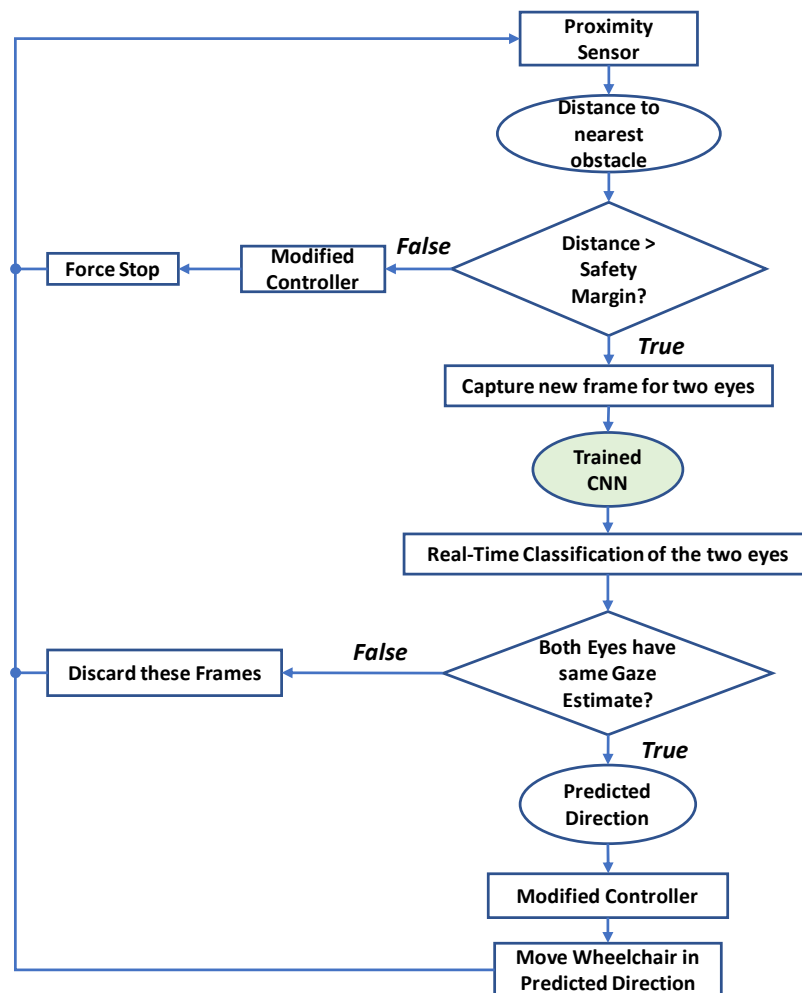 Proximity
Sensor
Distance to
nearest
obstacle
Distance >
Safety
Margin?
False
Modified
Controller
Force Stop
True
Capture new frame for two eyes
Trained
CNN
Real-Time Classification of the two eyes
Both Eyes have
same Gaze
Estimate?
False
Discard these Frames
True
Predicted
Direction
Modified Controller
Move Wheelchair in
Predicted Direction